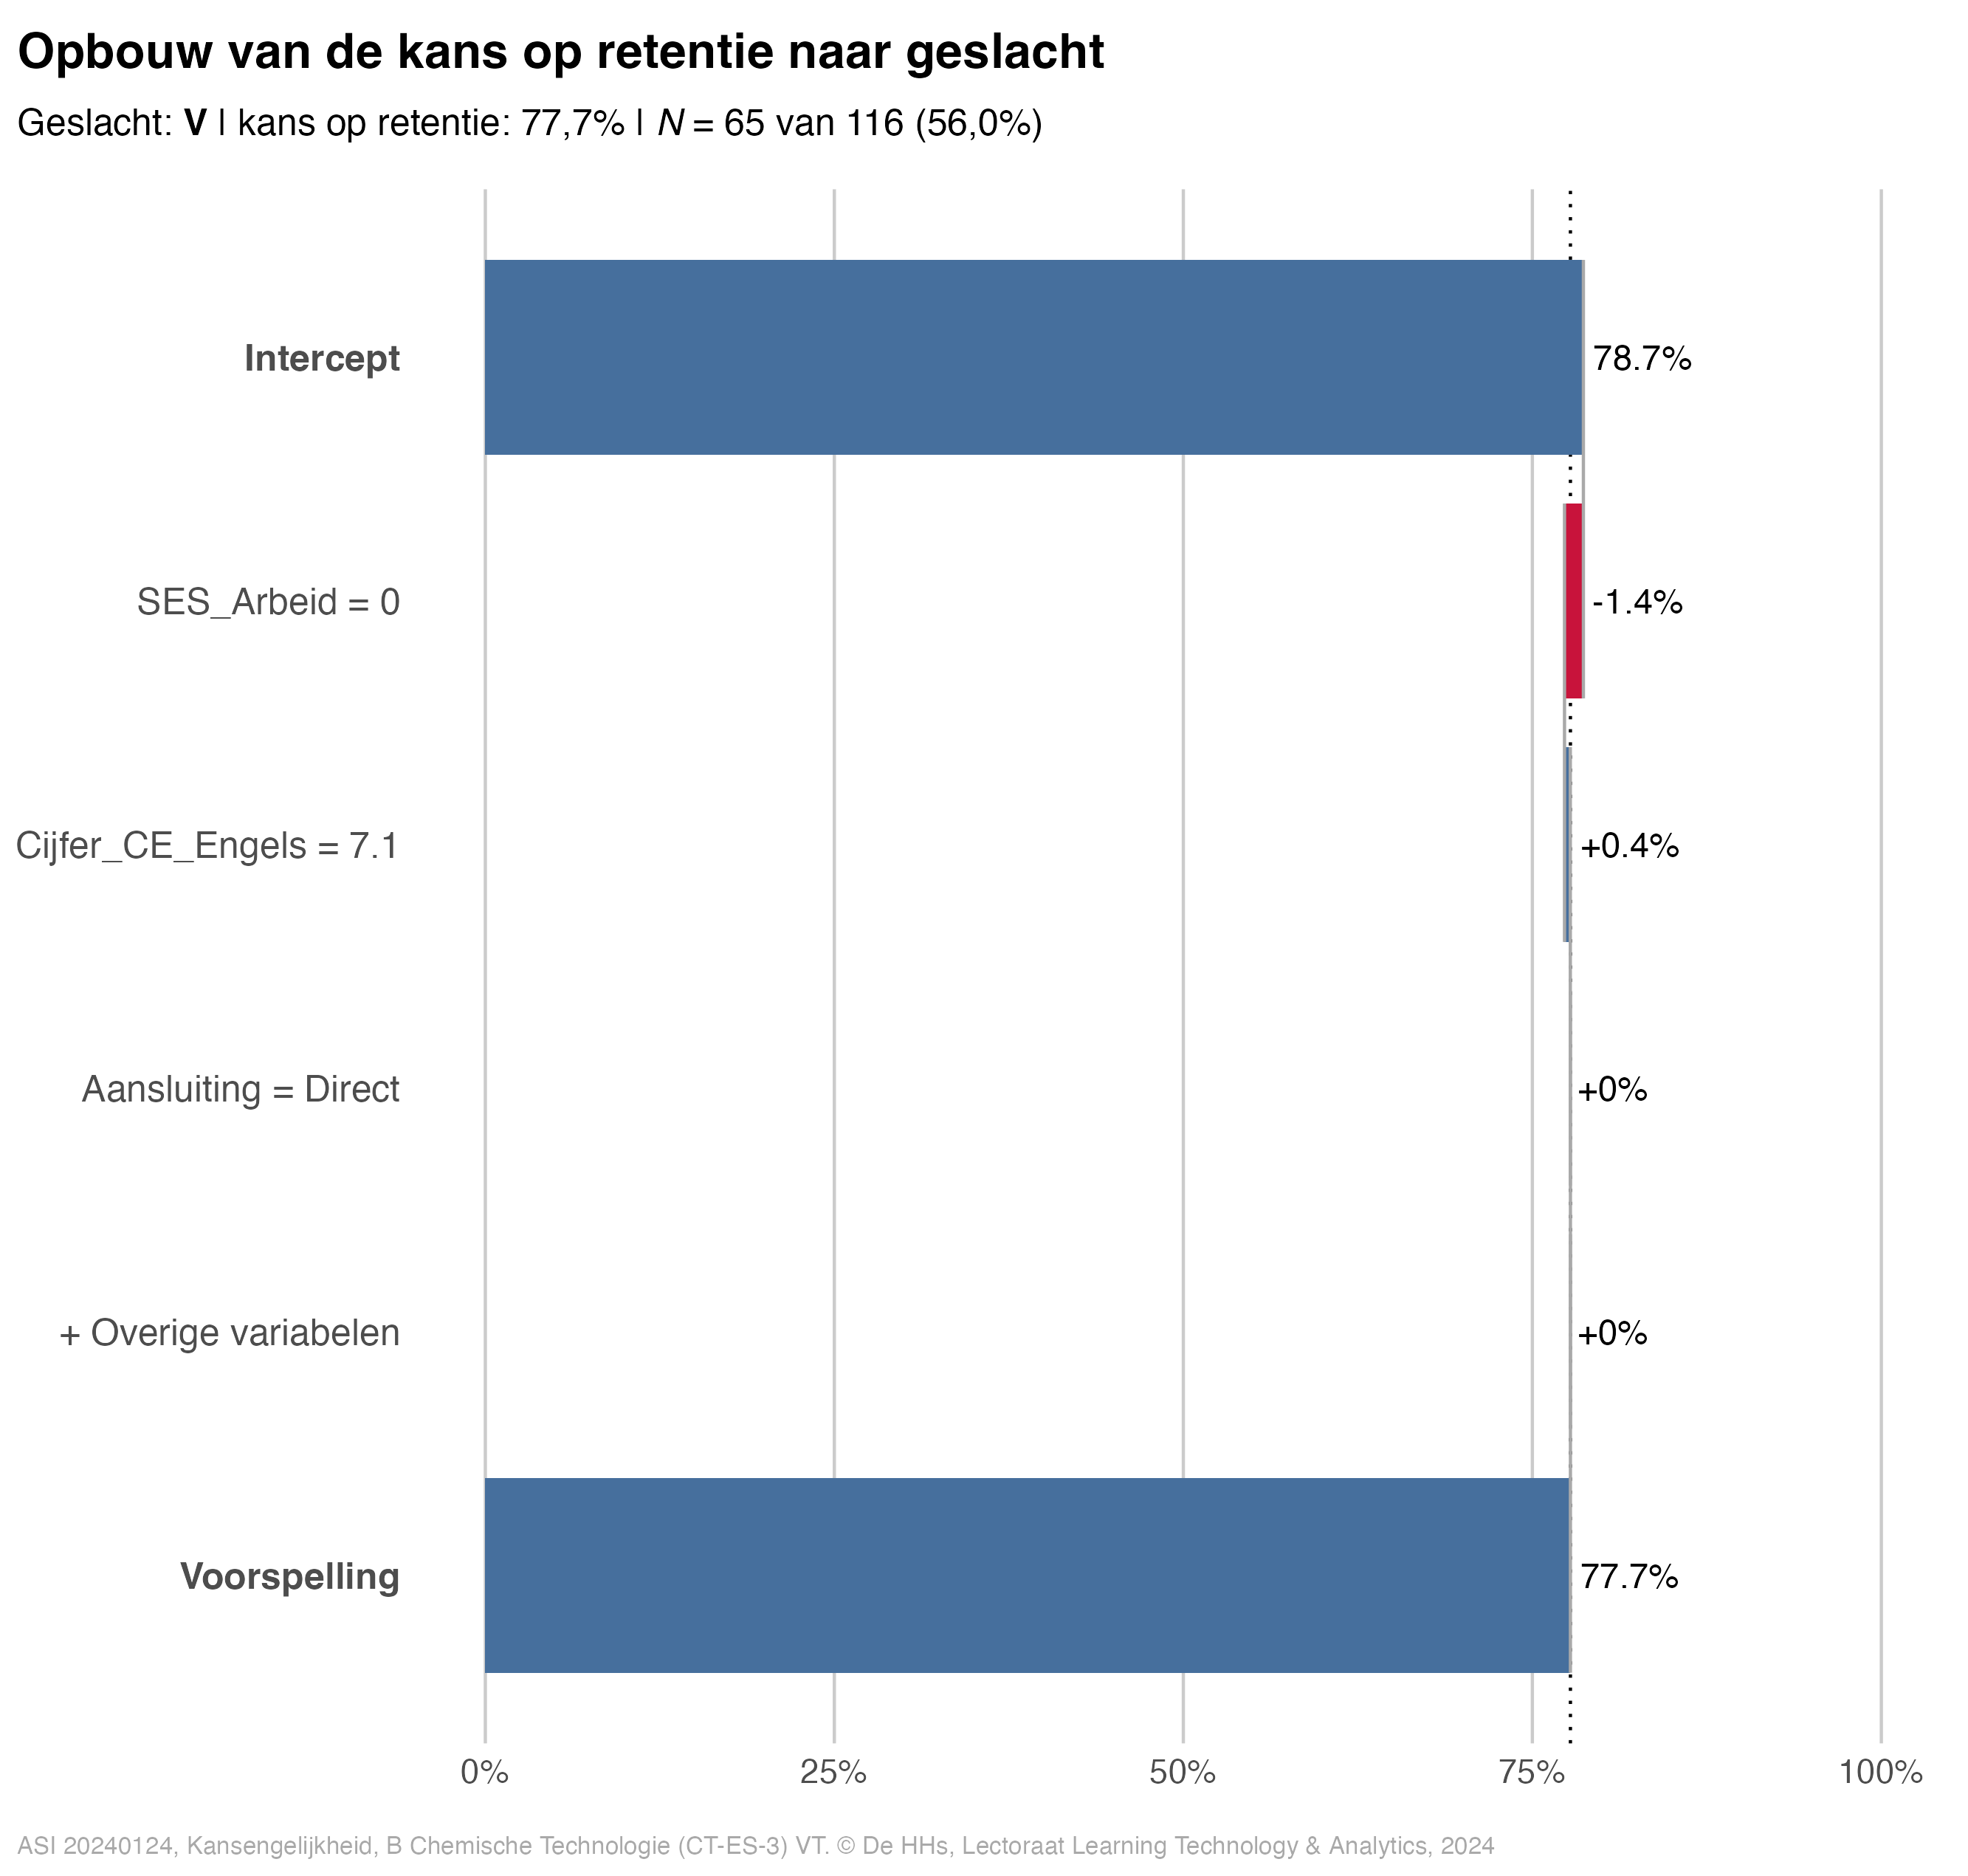 Opbouw van de kans op retentie naar geslacht
Geslacht: V | kans op retentie: 77,7% | N = 65 van 116 (56,0%)
Intercept
78.7%
SES_Arbeid = 0
-1.4%
Cijfer_CE_Engels = 7.1
+0.4%
Aansluiting = Direct
+0%
+ Overige variabelen
+0%
Voorspelling
77.7%
0% 25% 50% 75% 100%
ASI 20240124, Kansengelijkheid, B Chemische Technologie (CT-ES-3) VT. © De HHs, Lectoraat Learning Technology & Analytics, 2024